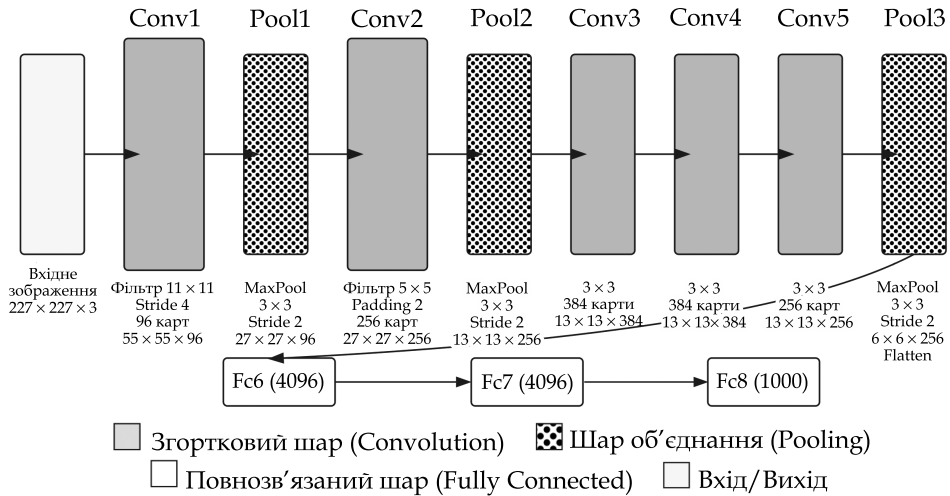 Conv1 Pool1 Conv2 Pool2 Conv3 Conv4 Conv5 Pool3
Вхідне
зображення
227 × 227 × 3
Фільтр 11 × 11
Stride 4
96 карт
55 × 55 × 96
MaxPool
3 × 3
Stride 2
27 × 27 × 96
Фільтр 5 × 5
Padding 2
256 карт
27 × 27 × 256
MaxPool
3 × 3
Stride 2
13 × 13 × 256
3 × 3
384 карти
13 × 13 × 384
3 × 3
384 карти
13 × 13 × 384
3 × 3
256 карт
13 × 13 × 256
MaxPool
3 × 3
Stride 2
6 × 6 × 256
Flatten
Fc6 (4096) Fc7 (4096) Fc8 (1000)
Згортковий шар (Convolution) Шар об’єднання (Pooling)
Повнозв’язаний шар (Fully Connected) Вхід/Вихід